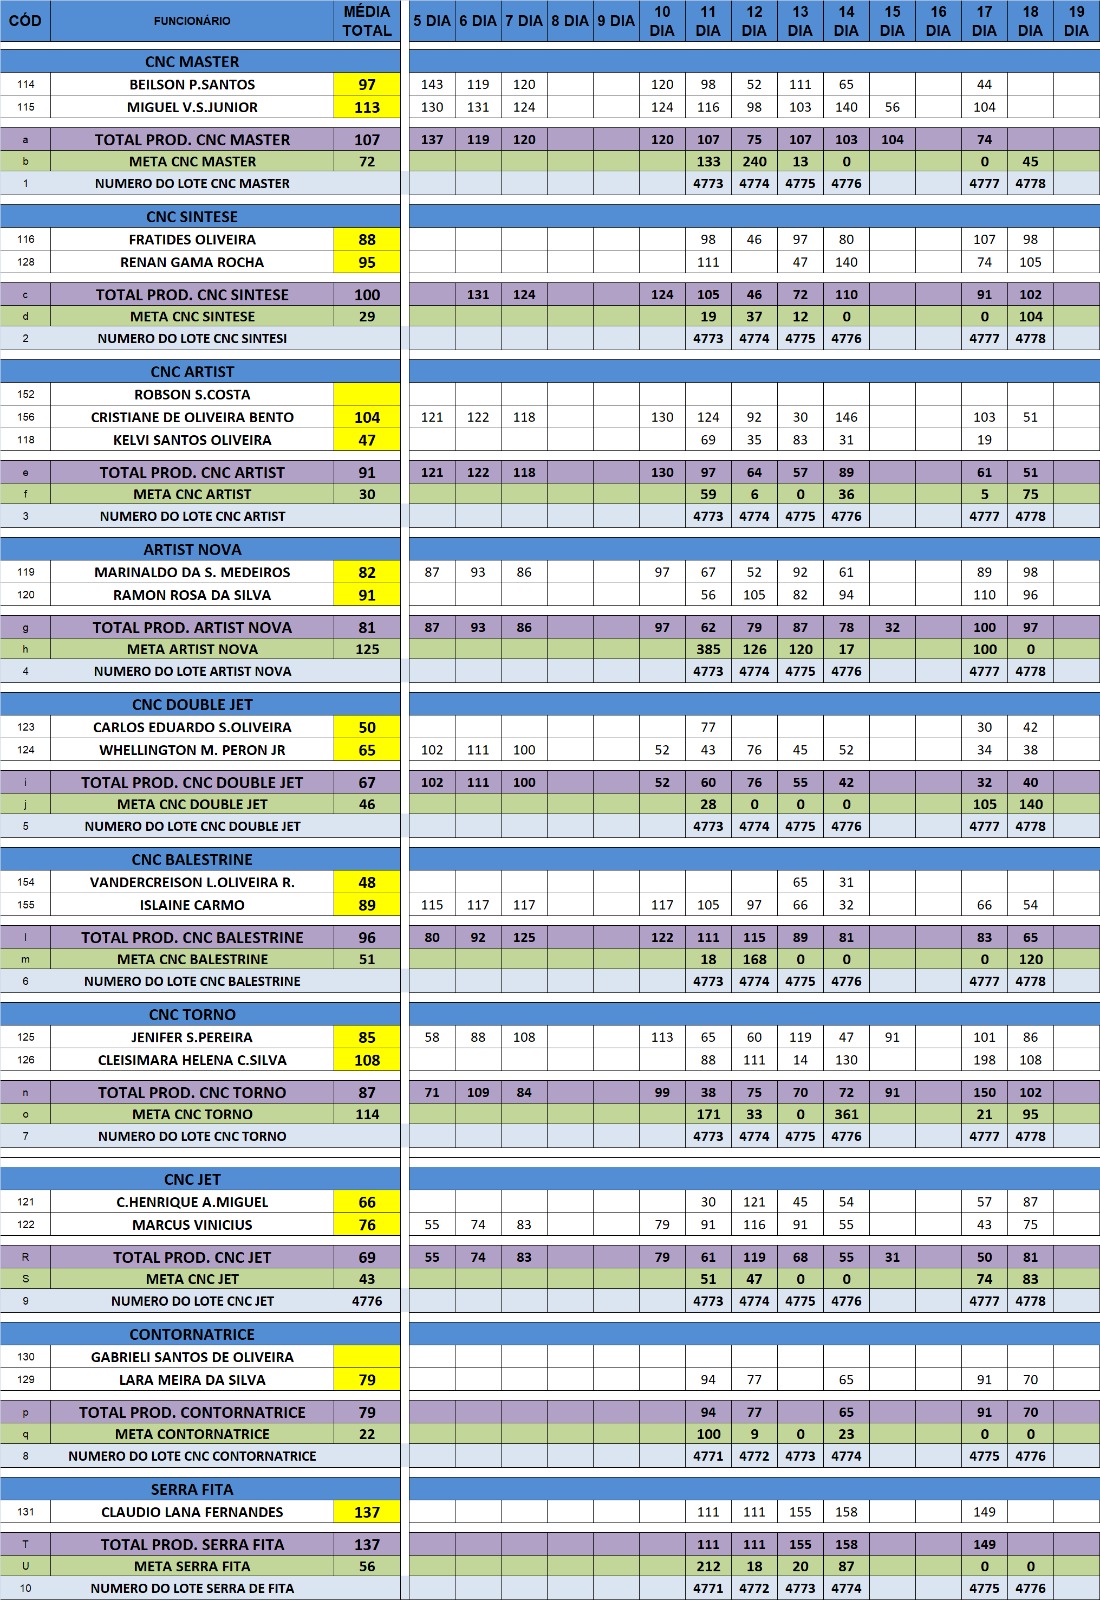 CÓD FUNCIONÁRIO MÉDIA TOTAL 5 DIA 6 DIA 7 DIA 8 DIA 9 DIA 10 DIA 11 DIA 12 DIA 13 DIA 14 DIA 15 DIA 16 DIA 17 DIA 18 DIA 19 DIA
CNC MASTER
114 BEILSON P.SANTOS 97 143 119 120 120 98 52 111 65 44
115 MIGUEL V.S.JUNIOR 113 130 131 124 124 116 98 103 140 56 104
a TOTAL PROD. CNC MASTER 107 137 119 120 120 107 75 107 103 104 74
b META CNC MASTER 72 133 240 13 0 0 45
1 NUMERO DO LOTE CNC MASTER 4773 4774 4775 4776 4777 4778
CNC SINTESE
116 FRATIDES OLIVEIRA 88 98 46 97 80 107 98
128 RENAN GAMA ROCHA 95 111 47 140 74 105
c TOTAL PROD. CNC SINTESE 100 131 124 124 105 46 72 110 91 102
d META CNC SINTESE 29 19 37 12 0 0 104
2 NUMERO DO LOTE CNC SINTESI 4773 4774 4775 4776 4777 4778
CNC ARTIST
152 ROBSON S.COSTA
156 CRISTIANE DE OLIVEIRA BENTO 104 121 122 118 130 124 92 30 146 103 51
118 KELVI SANTOS OLIVEIRA 47 69 35 83 31 19
e TOTAL PROD. CNC ARTIST 91 121 122 118 130 97 64 57 89 61 51
f META CNC ARTIST 30 59 6 0 36 5 75
3 NUMERO DO LOTE CNC ARTIST 4773 4774 4775 4776 4777 4778
ARTIST NOVA
119 MARINALDO DA S. MEDEIROS 82 87 93 86 97 67 52 92 61 89 98
120 RAMON ROSA DA SILVA 91 56 105 82 94 110 96
g TOTAL PROD. ARTIST NOVA 81 87 93 86 97 62 79 87 78 32 100 97
h META ARTIST NOVA 125 385 126 120 17 100 0
4 NUMERO DO LOTE ARTIST NOVA 4773 4774 4775 4776 4777 4778
CNC DOUBLE JET
123 CARLOS EDUARDO S.OLIVEIRA 50 77 30 42
124 WHELLINGTON M. PERON JR 65 102 111 100 52 43 76 45 52 34 38
i TOTAL PROD. CNC DOUBLE JET 67 102 111 100 52 60 76 55 42 32 40
j META CNC DOUBLE JET 46 28 0 0 0 105 140
5 NUMERO DO LOTE CNC DOUBLE JET 4773 4774 4775 4776 4777 4778
CNC BALESTRINE
154 VANDERCREISON L.OLIVEIRA R. 48 65 31
155 ISLAINE CARMO 89 115 117 117 117 105 97 66 32 66 54
l TOTAL PROD. CNC BALESTRINE 96 80 92 125 122 111 115 89 81 83 65
m META CNC BALESTRINE 51 18 168 0 0 0 120
6 NUMERO DO LOTE CNC BALESTRINE 4773 4774 4775 4776 4777 4778
CNC TORNO
125 JENIFER S.PEREIRA 85 58 88 108 113 65 60 119 47 91 101 86
126 CLEISIMARA HELENA C.SILVA 108 88 111 14 130 198 108
n TOTAL PROD. CNC TORNO 87 71 109 84 99 38 75 70 72 91 150 102
o META CNC TORNO 114 171 33 0 361 21 95
7 NUMERO DO LOTE CNC TORNO 4773 4774 4775 4776 4777 4778
CNC JET
121 C.HENRIQUE A.MIGUEL 66 30 121 45 54 57 87
122 MARCUS VINICIUS 76 55 74 83 79 91 116 91 55 43 75
R TOTAL PROD. CNC JET 69 55 74 83 79 61 119 68 55 31 50 81
S META CNC JET 43 51 47 0 0 74 83
9 NUMERO DO LOTE CNC JET 4776 4773 4774 4775 4776 4777 4778
CONTORNATRICE
130 GABRIELI SANTOS DE OLIVEIRA
129 LARA MEIRA DA SILVA 79 94 77 65 91 70
p TOTAL PROD. CONTORNATRICE 79 94 77 65 91 70
q META CONTORNATRICE 22 100 9 0 23 0 0
8 NUMERO DO LOTE CNC CONTORNATRICE 4771 4772 4773 4774 4775 4776
SERRA FITA
131 CLAUDIO LANA FERNANDES 137 111 111 155 158 149
T TOTAL PROD. SERRA FITA 137 111 111 155 158 149
U META SERRA FITA 56 212 18 20 87 0 0
10 NUMERO DO LOTE SERRA DE FITA 4771 4772 4773 4774 4775 4776